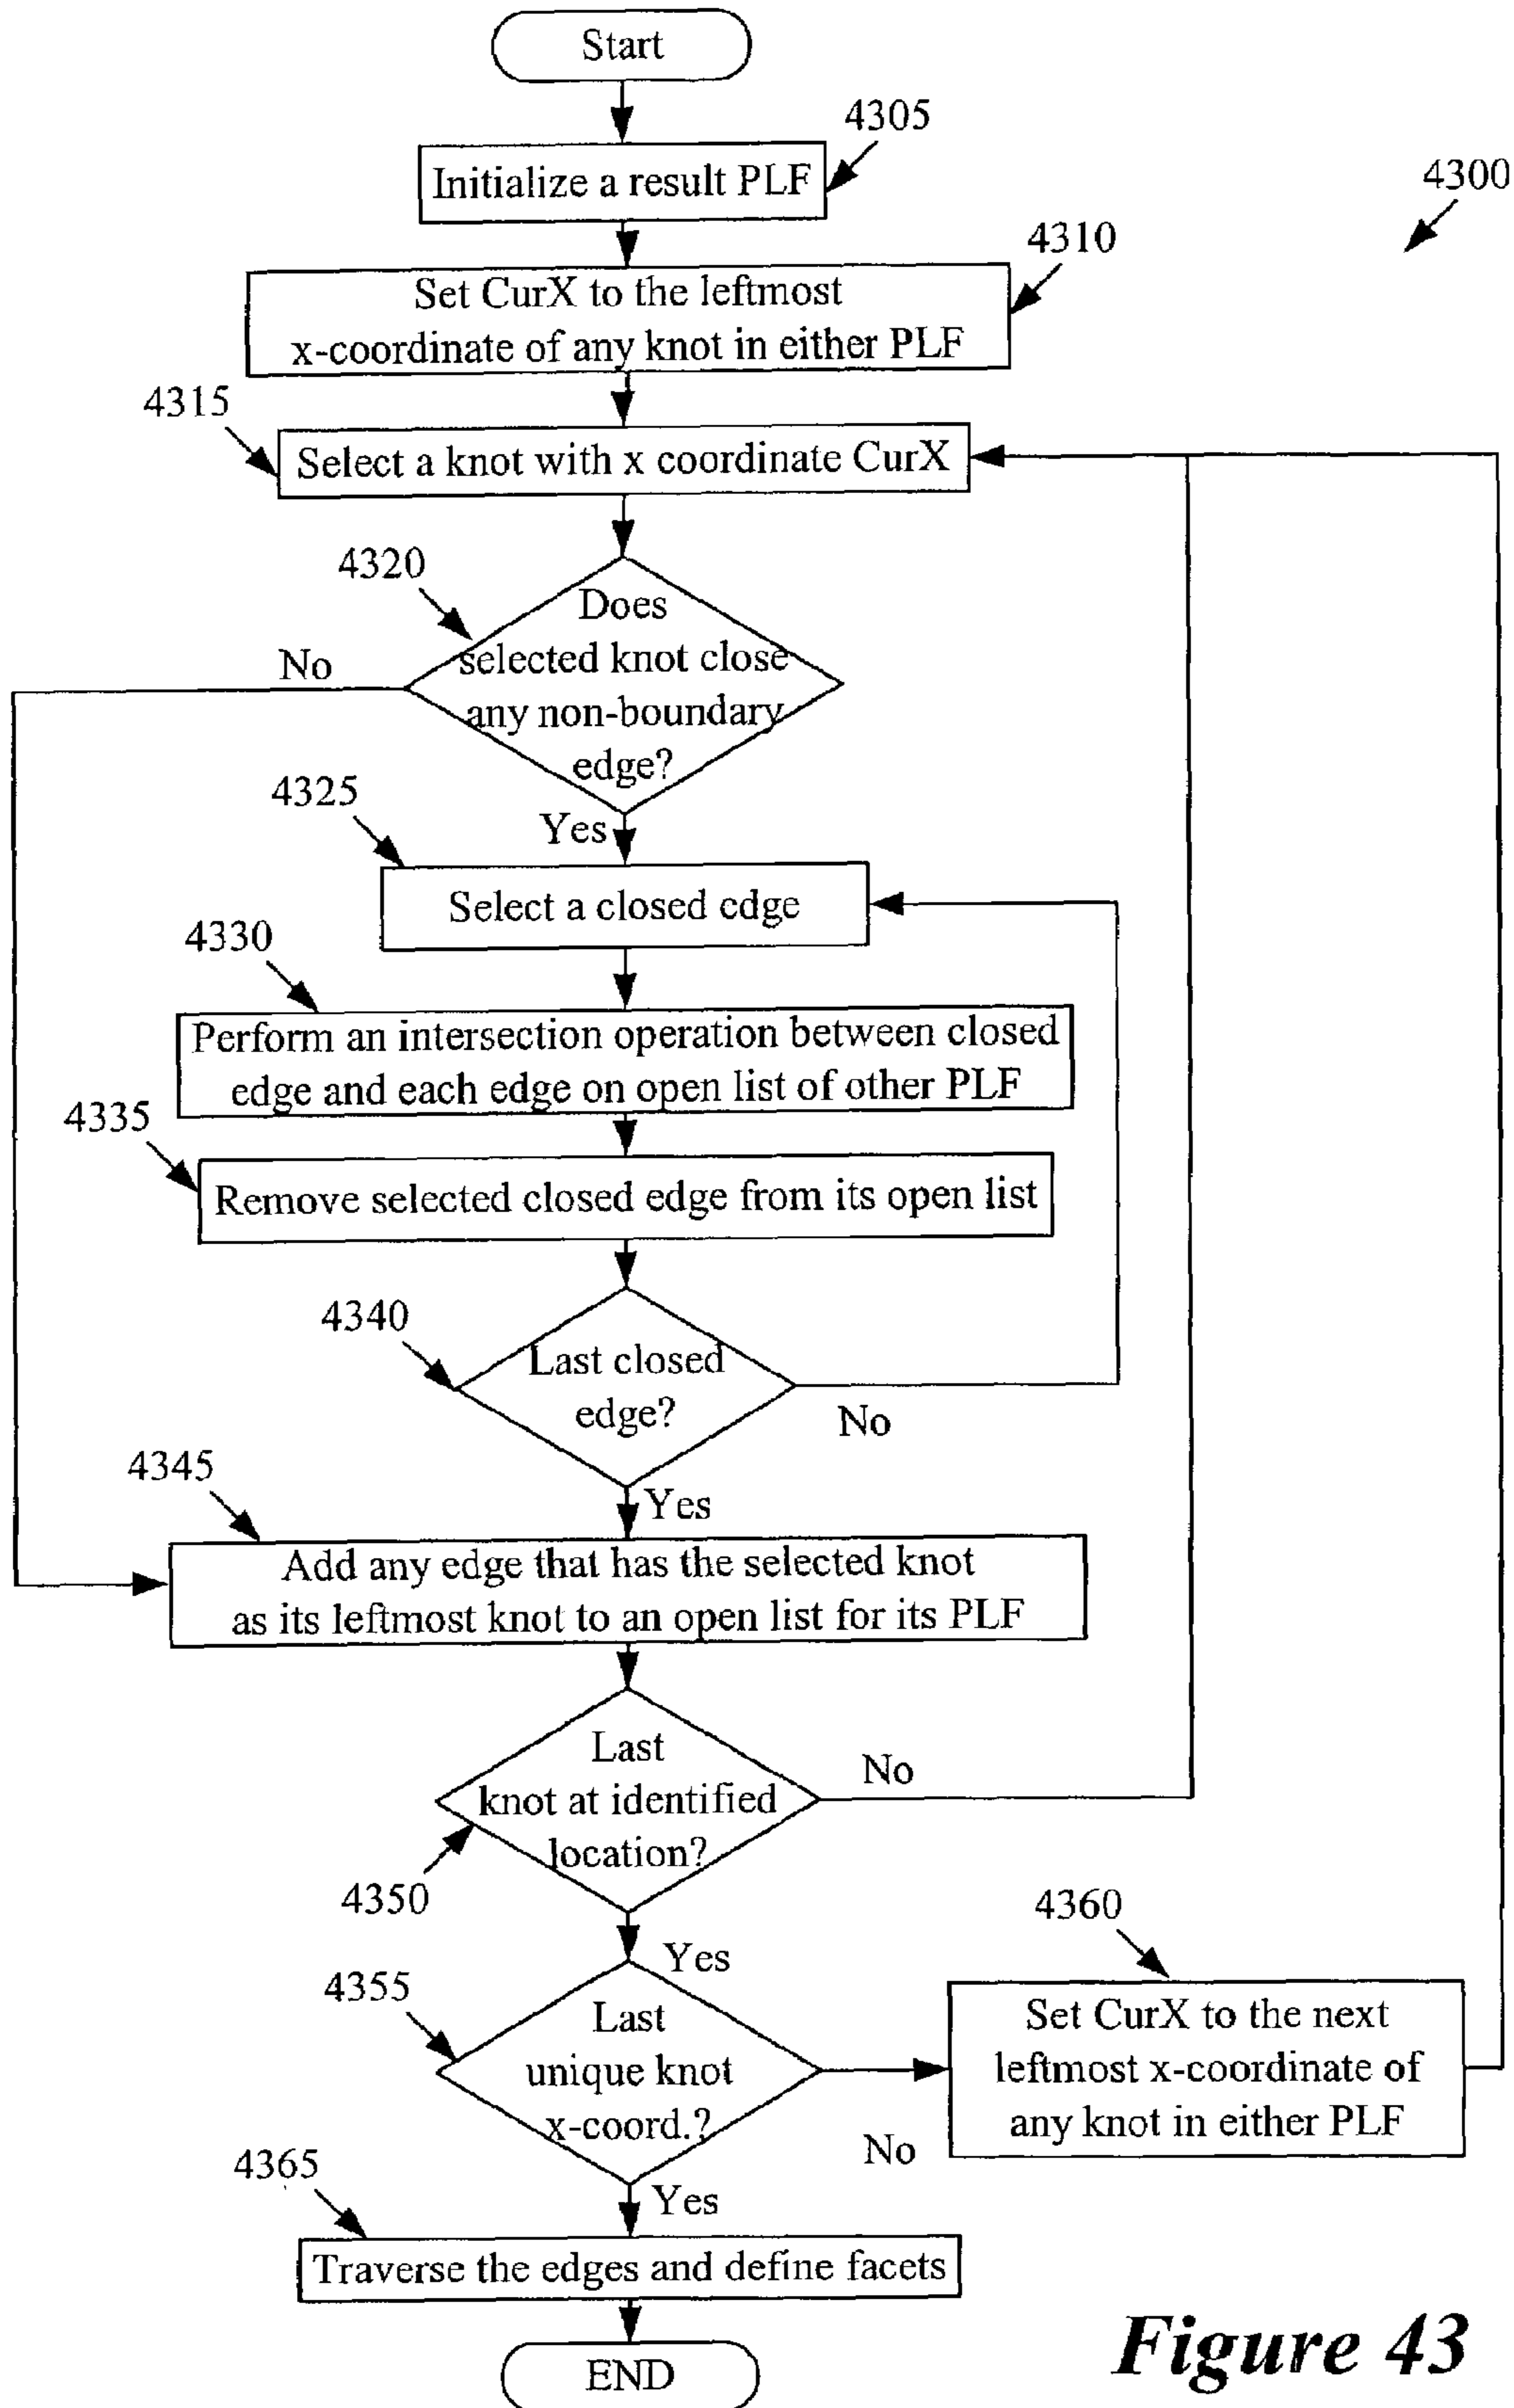 Start
4305
Initialize a result PLF
4300
4310
Set CurX to the leftmost
x-coordinate of any knot in either PLF
4315
Select a knot with x coordinate CurX
4320
Does
selected knot close
any non-boundary
edge?
No
4325
Yes
Select a closed edge
4330
Perform an intersection operation between closed
edge and each edge on open list of other PLF
4335
Remove selected closed edge from its open list
4340
Last closed
edge?
No
4345
Yes
Add any edge that has the selected knot
as its leftmost knot to an open list for its PLF
Last
knot at identified
location?
No
4350
4360
Yes
4355
Last
unique knot
x-coord.?
Set CurX to the next
leftmost x-coordinate of
any knot in either PLF
No
4365
Yes
Traverse the edges and define facets
END
Figure 43